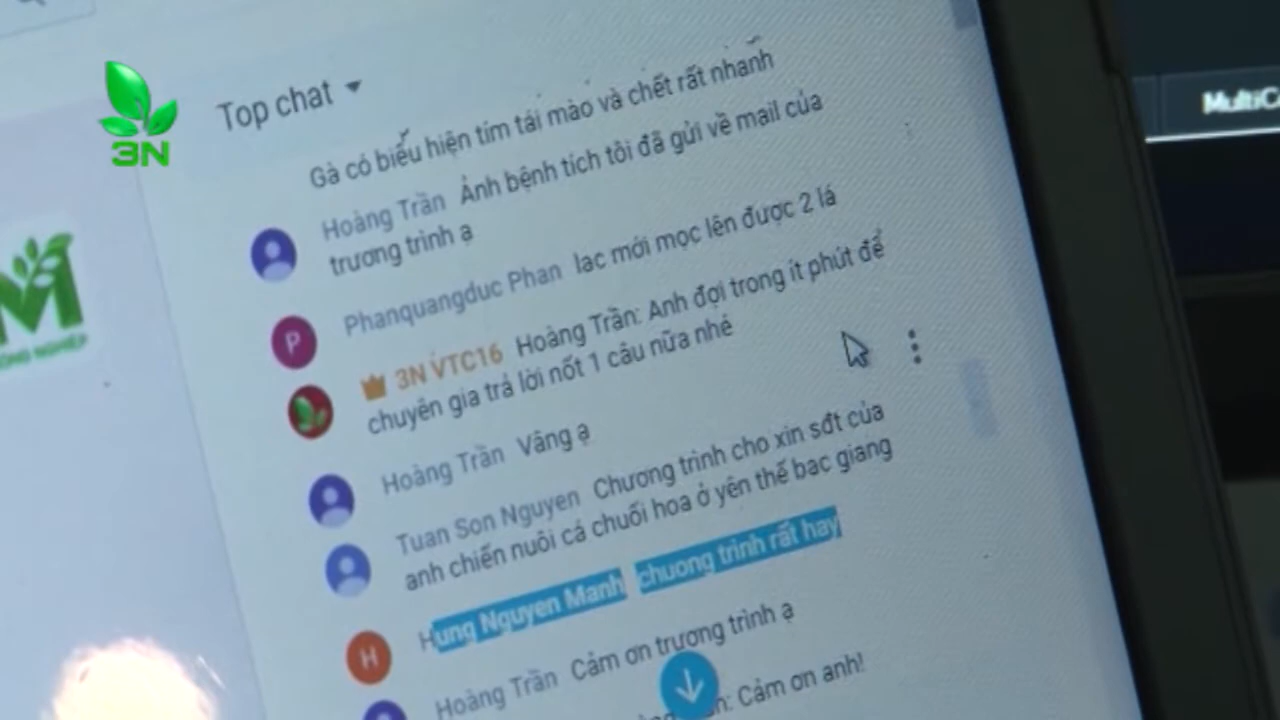 3N
MultiC
Top chat
Gà có biểu hiện tím tái mào và chết rất nhanh
Hoàng Trần Ảnh bệnh tích tôi đã gửi về mail của
trương trình ạ
Phanquangduc Phan lac mới mọc lên được 2 lá
3N VTC16 Hoàng Trần: Anh đợi trong ít phút để
chuyên gia trả lời nốt 1 câu nữa nhé
Hoàng Trần Vâng ạ
Tuan Son Nguyen Chương trình cho xin sđt của
anh chiến nuôi cá chuối hoa ở yên thế bac giang
Hung Nguyen Manh chuong trình rất hay
Hoàng Trần Cảm ơn trương trình ạ
Cảm ơn anh!
P
H
M